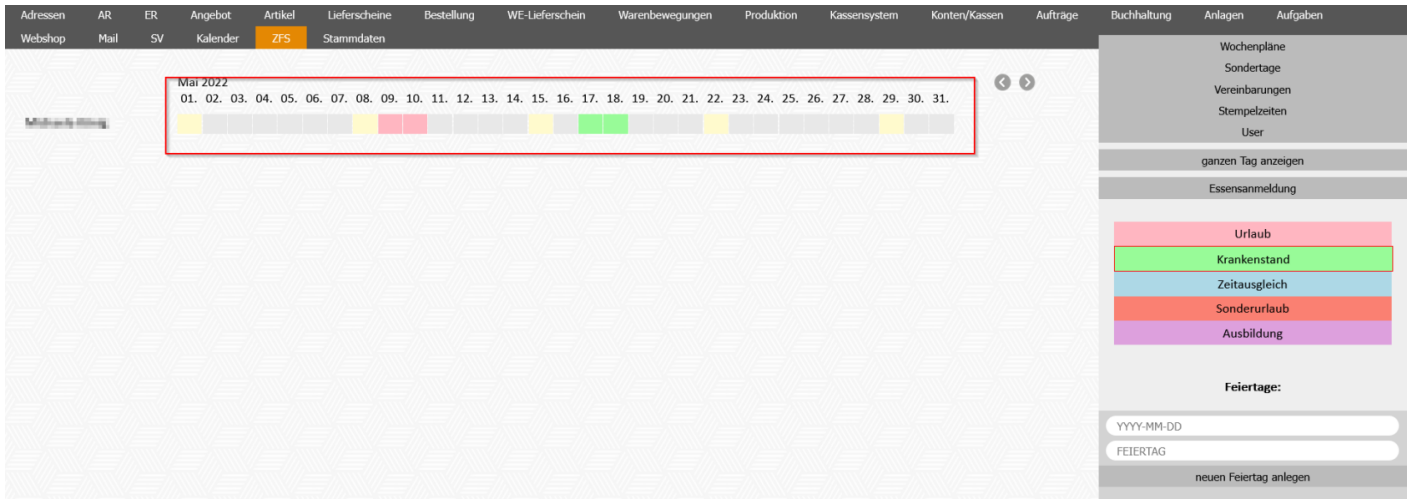 Adressen AR ER Angebot Artikel Lieferscheine Bestellung WE-Lieferschein Warenbewegungen Produktion Kassensystem Konten/Kassen Aufträge Buchhaltung Anlagen Aufgaben
Webshop Mail SV Kalender ZFS Stammdaten
Mai 2022
01. 02. 03. 04. 05. 06. 07. 08. 09. 10. 11. 12. 13. 14. 15. 16. 17. 18. 19. 20. 21. 22. 23. 24. 25. 26. 27. 28. 29. 30. 31.
Wochenpläne
Sondertage
Vereinbarungen
Stempelzeiten
User
ganzen Tag anzeigen
Essensanmeldung
Urlaub
Krankenstand
Zeitausgleich
Sonderurlaub
Ausbildung
Feiertage:
YYYY-MM-DD
FEIERTAG
neuen Feiertag anlegen